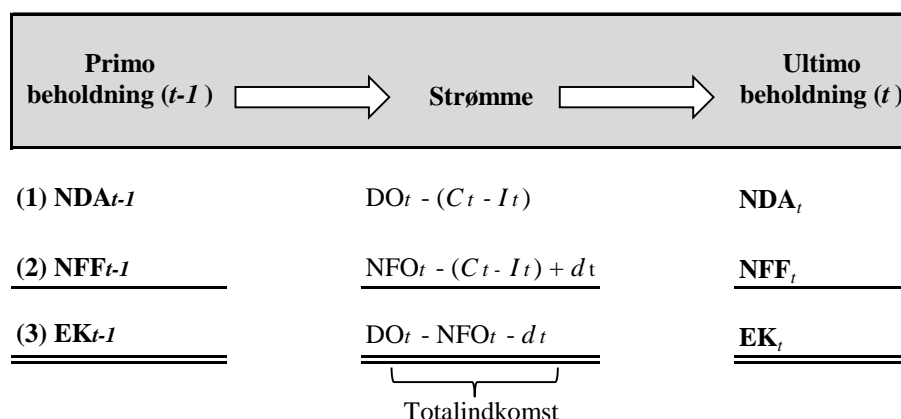 Primo beholdning (t-1)
Strømme
Ultimo beholdning (t)
(1) NDAt-1 DOt - (Ct - It) NDAt
(2) NFFt-1 NFOt - (Ct - It) + dt NFFt
(3) EKt-1 DOt - NFOt - dt EKt
Totalindkomst